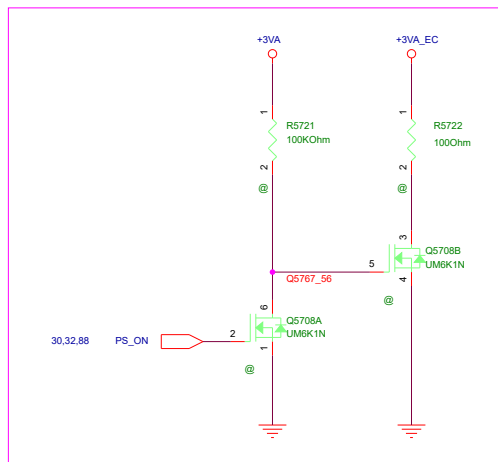 +3VA +3VA_EC
1 1
R5721 R5722
100KOhm 100Ohm
2 2
@ @
3
Q5708B
5 UM6K1N
Q5767_56 4
@
6
Q5708A
30,32,88 PS_ON 2 UM6K1N
1
@